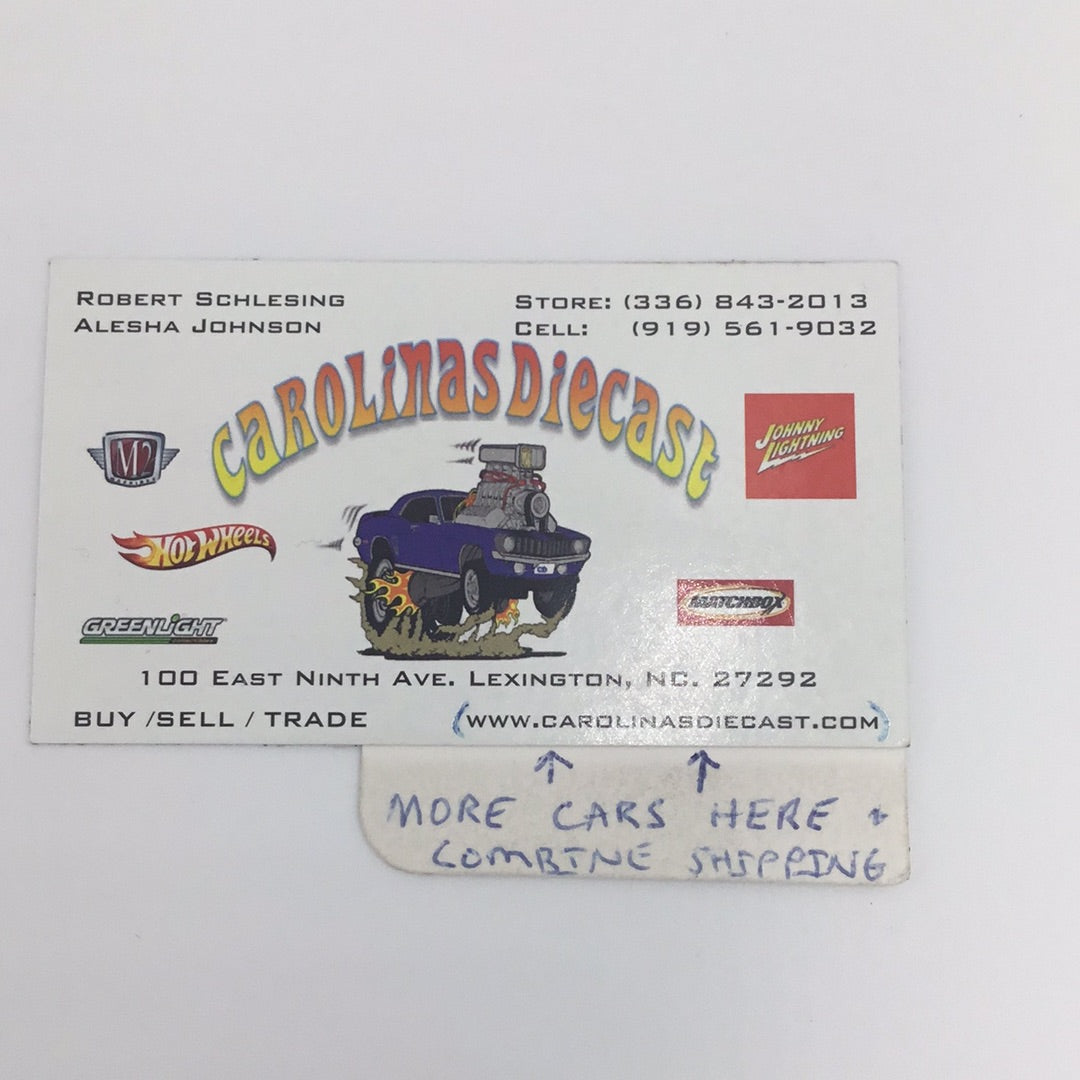 ROBERT SCHLESING
ALESHA JOHNSON
STORE: (336) 843-2013
CELL: (919) 561-9032
CAROLINAS DIECAST
M2
JOHNNY
LIGHTNING
HOT WHEELS
MATCHBOX
GREENLIGHT
100 EAST NINTH AVE. LEXINGTON, NC. 27292
BUY /SELL / TRADE
(WWW.CAROLINASDIECAST.COM)
↑ ↑
MORE CARS HERE +
COMBINE SHIPPING